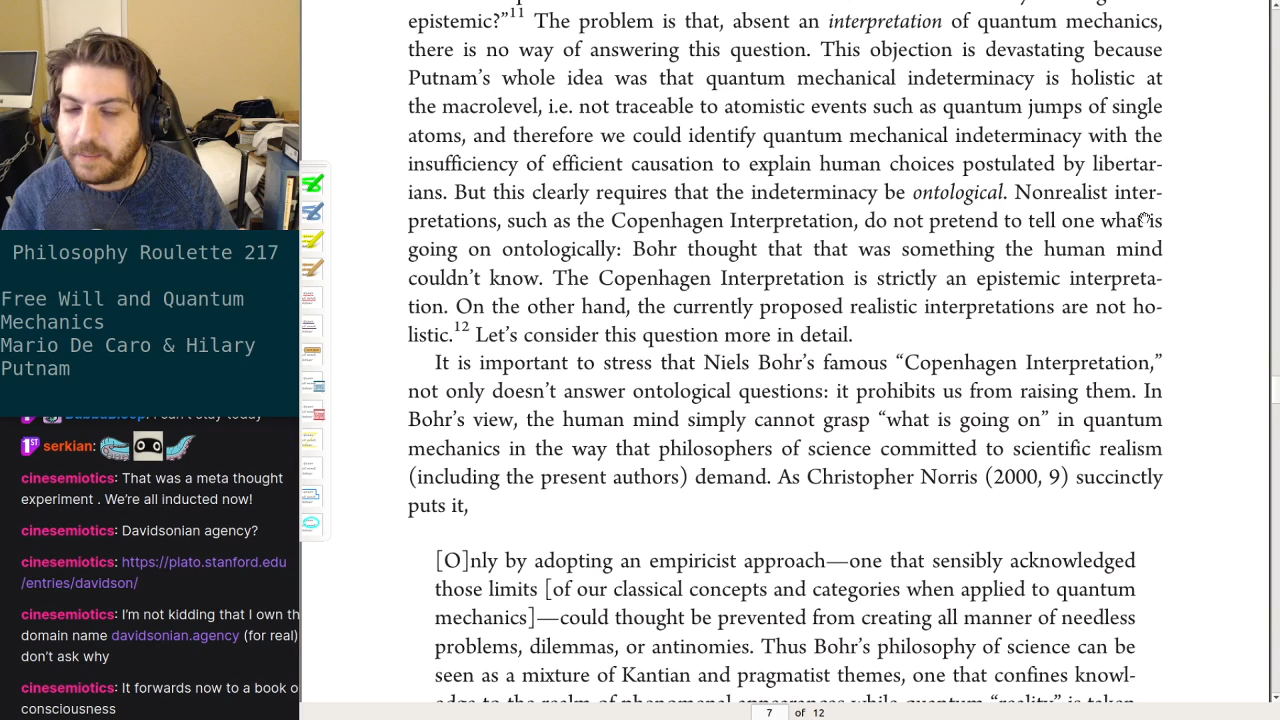 Philosophy Roulette 217
Free Will and Quantum
Mechanics
Mario De Caro & Hilary
Putnam
serkian:
cinesemiotics: That was a meta thought
experiment . We're all inducted now!
cinesemiotics: Davidsonian agency?
cinesemiotics: https://plato.stanford.edu
/entries/davidson/
cinesemiotics: I'm not kidding that I own th
domain name davidsonian.agency (for real)
don't ask why
cinesemiotics: It forwards now to a book o
consciousness
epistemic?”11 The problem is that, absent an interpretation of quantum mechanics,
there is no way of answering this question. This objection is devastating because
Putnam’s whole idea was that quantum mechanical indeterminacy is holistic at
the macrolevel, i.e. not traceable to atomistic events such as quantum jumps of single
atoms, and therefore we could identify quantum mechanical indeterminacy with the
insufficiency of efficient causation to explain human choices postulated by libertar-
ians. But this clearly requires that the indeterminacy be ontological. Nonrealist inter-
pretations, such as the Copenhagen interpretation, do not pretend to tell one what is
going on ontologically: Bohr thought that that was something the human mind
couldn’t know. The Copenhagen Interpretation is strictly an epistemic interpreta-
tion. On the other hand, the currently proposed realist interpretations are not ho-
listic.12 Let’s consider this question more in detail.
It is important to see that Niels Bohr’s famous “Copenhagen Interpretation,”
not only does not answer ontological questions, it prohibits us from asking them. In
Bohr’s view, the human mind simply cannot grasp “what is going on” in quantum
mechanics in the way that philosophers of science who wanted a scientific realism
(including the present authors) desired. As Christopher Norris (2000, 9) succinctly
puts it,
[O]nly by adopting an empiricist approach—one that sensibly acknowledged
those limits [of our classical concepts and categories when applied to quantum
mechanics]—could thought be prevented from creating all manner of needless
problems, dilemmas, or antinomies. Thus Bohr’s philosophy of science can be
seen as a mixture of Kantian and pragmatist themes, one that confines knowl-
7 of 12